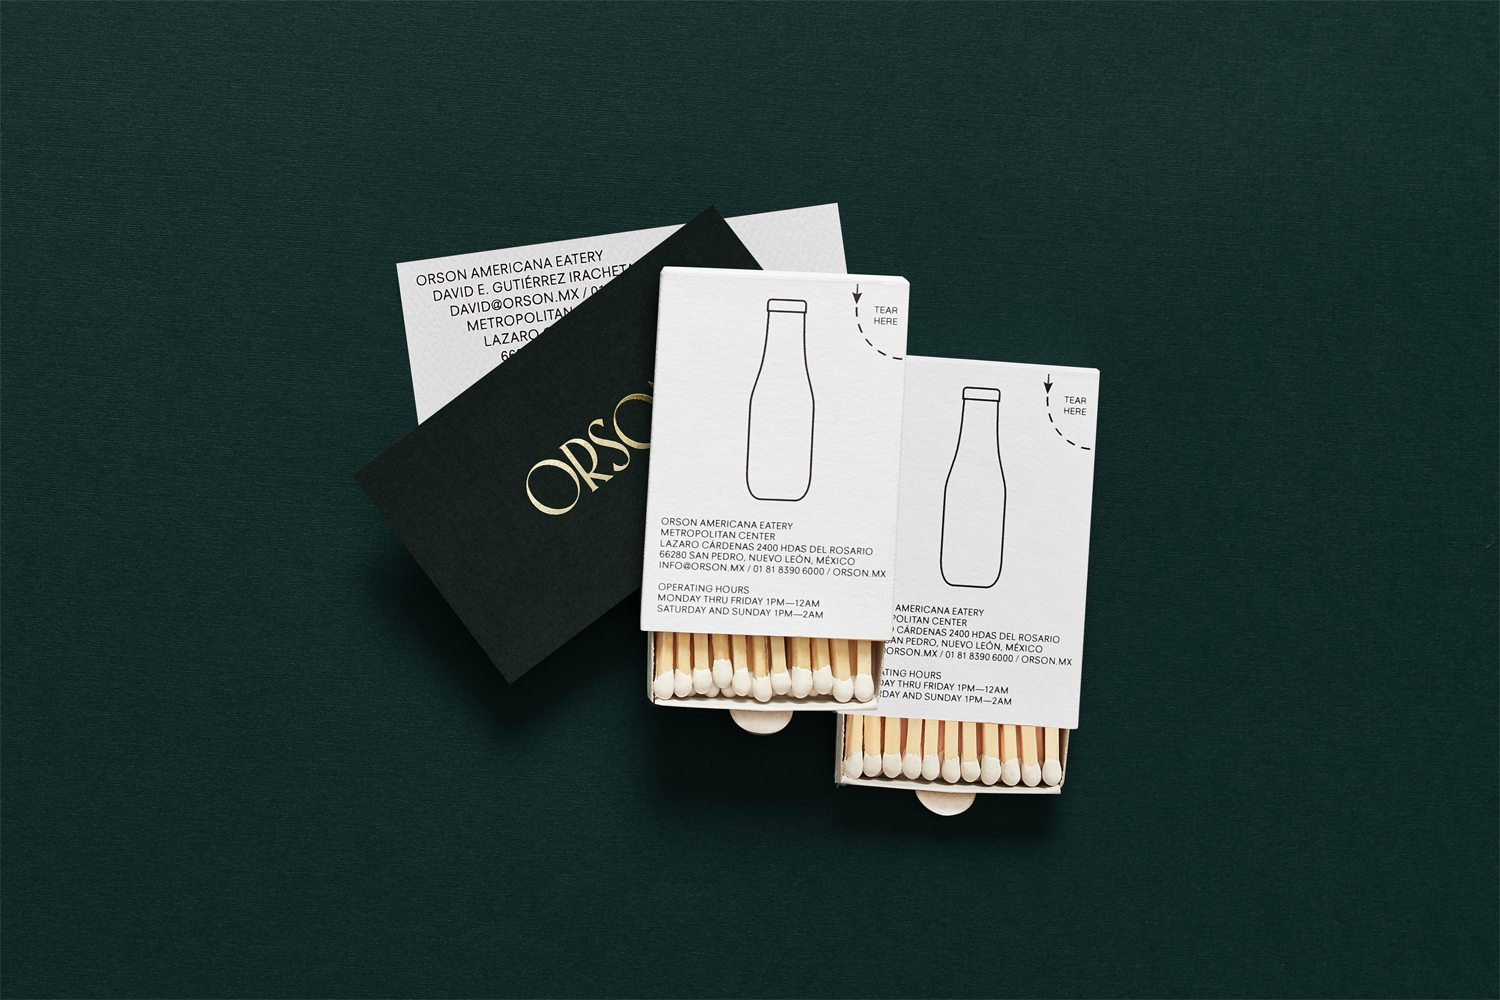 ORSON AMERICANA EATERY
DAVID E. GUTIÉRREZ
DAVID@ORSON.MX /
METROPOLITAN
LAZARO
ORSO
TEAR
HERE
ORSON AMERICANA EATERY
METROPOLITAN CENTER
LAZARO CÁRDENAS 2400 HDAS DEL ROSARIO
66280 SAN PEDRO, NUEVO LEÓN, MÉXICO
INFO@ORSON.MX / 01 81 8390 6000 / ORSON.MX
OPERATING HOURS
MONDAY THRU FRIDAY 1PM—12AM
SATURDAY AND SUNDAY 1PM—2AM
TEAR
HERE
AMERICANA EATERY
POLITAN CENTER
CÁRDENAS 2400 HDAS DEL ROSARIO
AN PEDRO, NUEVO LEÓN, MÉXICO
ORSON.MX / 01 81 8390 6000 / ORSON.MX
ATING HOURS
DAY THRU FRIDAY 1PM—12AM
RDAY AND SUNDAY 1PM—2AM